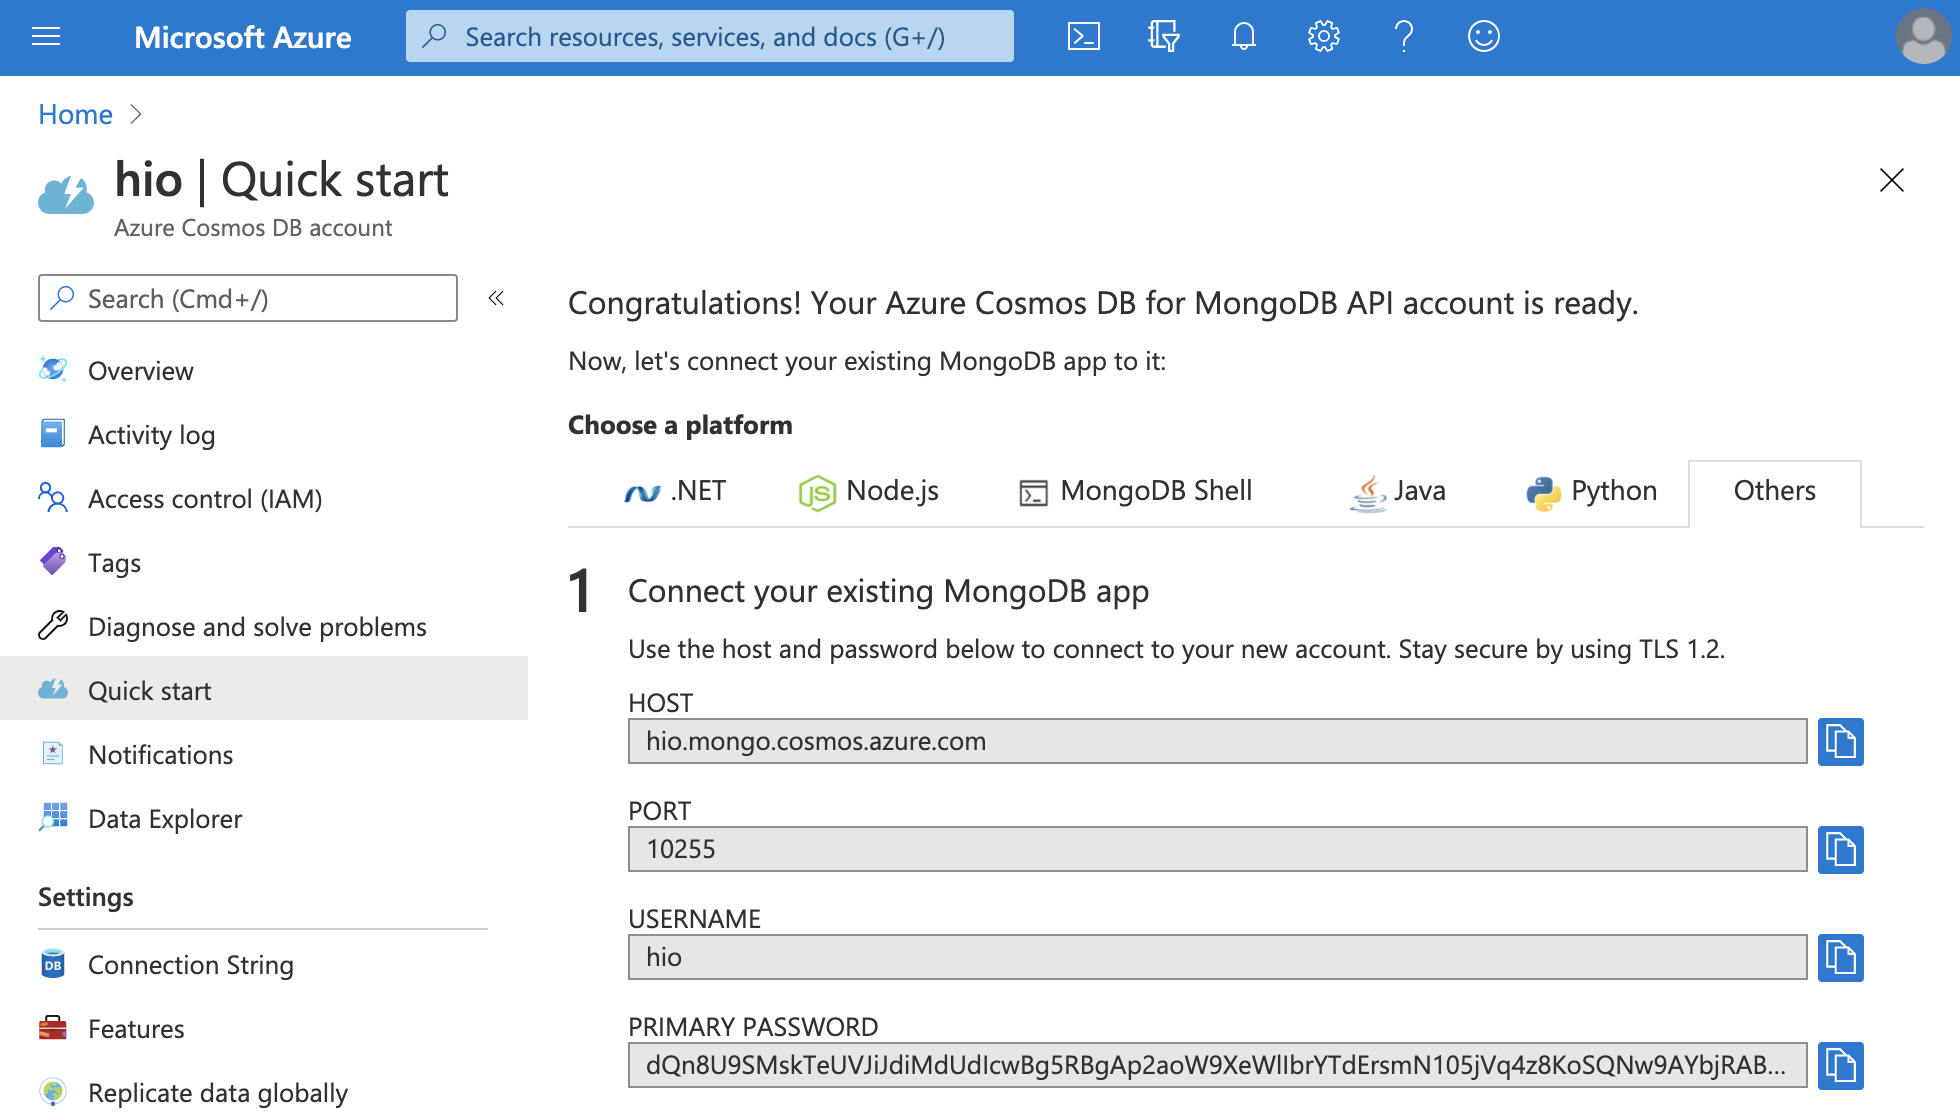 Microsoft Azure
Search resources, services, and docs (G+/)
Home
hio | Quick start
Azure Cosmos DB account
Search (Cmd+/)
Overview
Activity log
Access control (IAM)
Tags
Diagnose and solve problems
Quick start
Notifications
Data Explorer
Settings
Connection String
Features
Replicate data globally
Congratulations! Your Azure Cosmos DB for MongoDB API account is ready.
Now, let's connect your existing MongoDB app to it:
Choose a platform
.NET
Node.js
MongoDB Shell
Java
Python
Others
1 Connect your existing MongoDB app
Use the host and password below to connect to your new account. Stay secure by using TLS 1.2.
HOST
hio.mongo.cosmos.azure.com
PORT
10255
USERNAME
hio
PRIMARY PASSWORD
dQn8U9SMskTeUVJiJdiMdUdIcwBg5RBgAp2aoW9XeWlIbrYTdErsmN105jVq4z8KoSQNw9AYbjRAB...